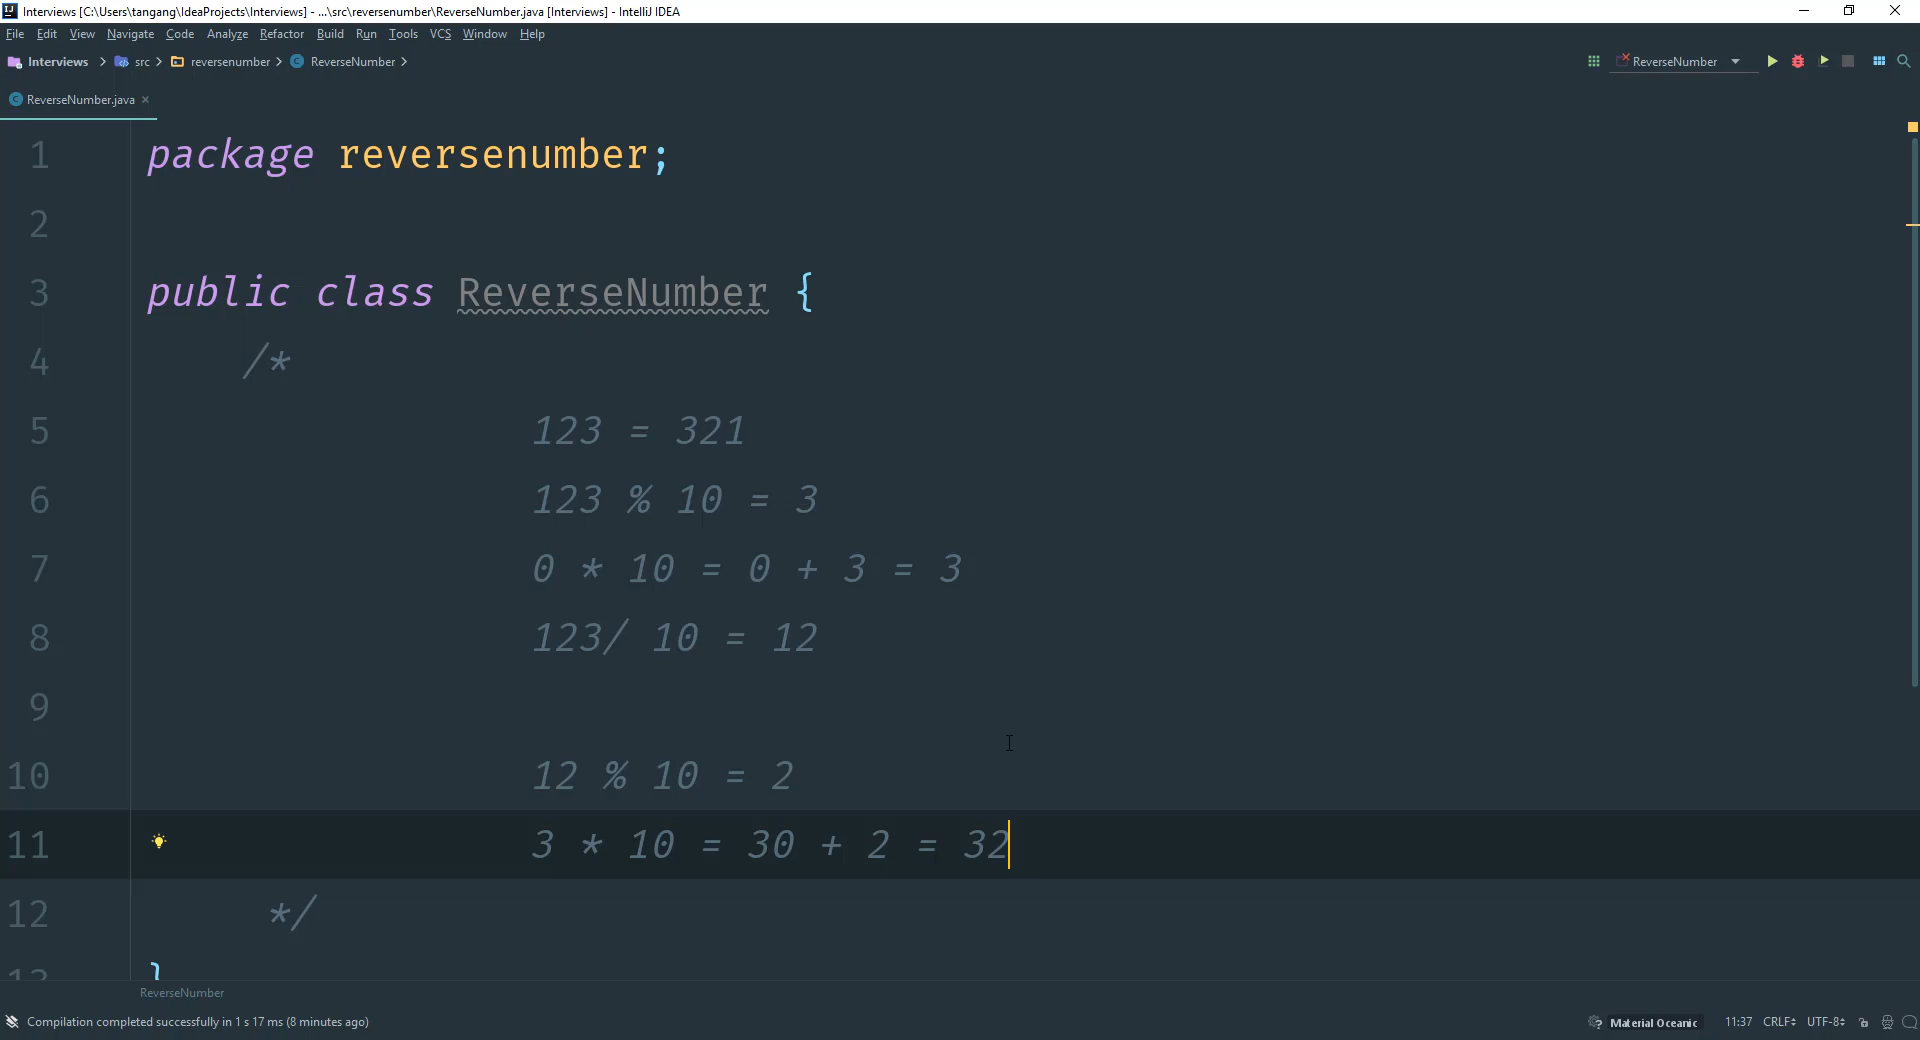 Interviews [C:\Users\tangang\IdeaProjects\Interviews] - ...\src\reversenumber\ReverseNumber.java [Interviews] - IntelliJ IDEA
File Edit View Navigate Code Analyze Refactor Build Run Tools VCS Window Help
Interviews src reversenumber ReverseNumber ReverseNumber
ReverseNumber.java
1 package reversenumber;
2
3 public class ReverseNumber {
4 /*
5 123 = 321
6 123 % 10 = 3
7 0 * 10 = 0 + 3 = 3
8 123/ 10 = 12
9
10 12 % 10 = 2
11 3 * 10 = 30 + 2 = 32
12 */
13 }
ReverseNumber
Compilation completed successfully in 1 s 17 ms (8 minutes ago) Material Oceanic 11:37 CRLF UTF-8